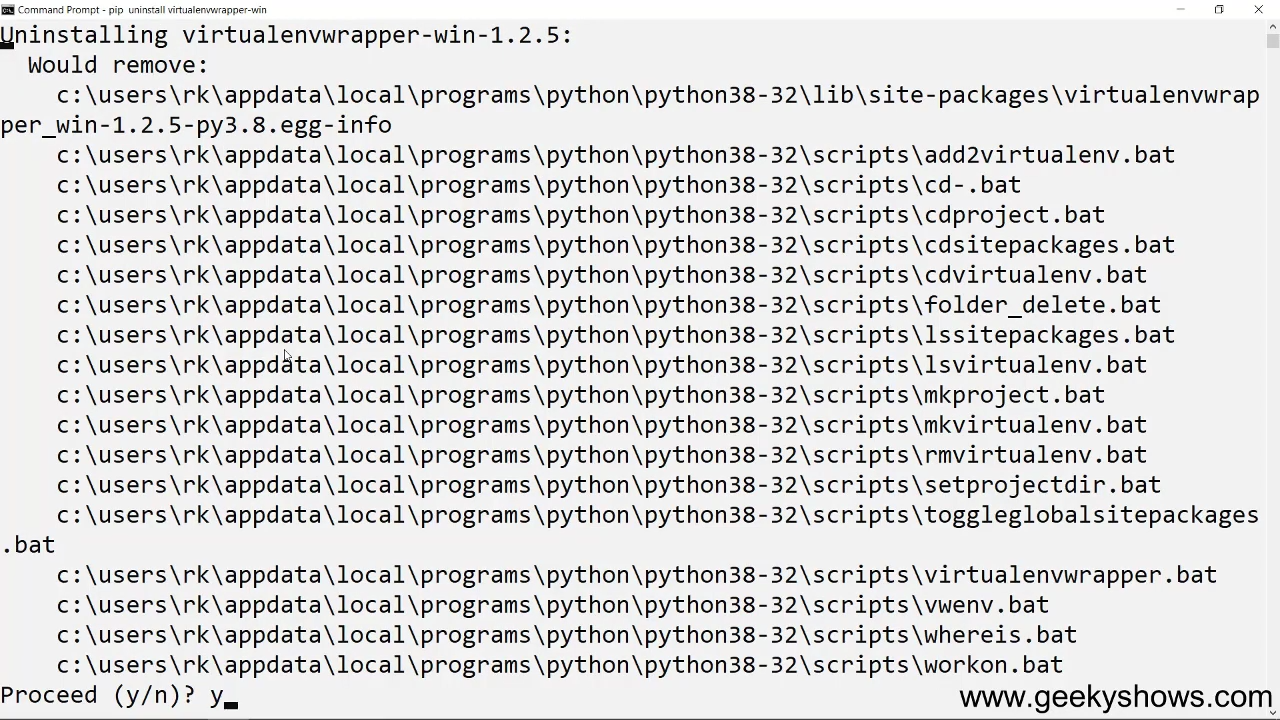 Command Prompt - pip  uninstall virtualenvwrapper-win
Uninstalling virtualenvwrapper-win-1.2.5:
  Would remove:
    c:\users\rk\appdata\local\programs\python\python38-32\lib\site-packages\virtualenvwrap
per_win-1.2.5-py3.8.egg-info
    c:\users\rk\appdata\local\programs\python\python38-32\scripts\add2virtualenv.bat
    c:\users\rk\appdata\local\programs\python\python38-32\scripts\cd-.bat
    c:\users\rk\appdata\local\programs\python\python38-32\scripts\cdproject.bat
    c:\users\rk\appdata\local\programs\python\python38-32\scripts\cdsitepackages.bat
    c:\users\rk\appdata\local\programs\python\python38-32\scripts\cdvirtualenv.bat
    c:\users\rk\appdata\local\programs\python\python38-32\scripts\folder_delete.bat
    c:\users\rk\appdata\local\programs\python\python38-32\scripts\lssitepackages.bat
    c:\users\rk\appdata\local\programs\python\python38-32\scripts\lsvirtualenv.bat
    c:\users\rk\appdata\local\programs\python\python38-32\scripts\mkproject.bat
    c:\users\rk\appdata\local\programs\python\python38-32\scripts\mkvirtualenv.bat
    c:\users\rk\appdata\local\programs\python\python38-32\scripts\rmvirtualenv.bat
    c:\users\rk\appdata\local\programs\python\python38-32\scripts\setprojectdir.bat
    c:\users\rk\appdata\local\programs\python\python38-32\scripts\toggleglobalsitepackages
.bat
    c:\users\rk\appdata\local\programs\python\python38-32\scripts\virtualenvwrapper.bat
    c:\users\rk\appdata\local\programs\python\python38-32\scripts\vwenv.bat
    c:\users\rk\appdata\local\programs\python\python38-32\scripts\whereis.bat
    c:\users\rk\appdata\local\programs\python\python38-32\scripts\workon.bat
Proceed (y/n)? y
www.geekyshows.com